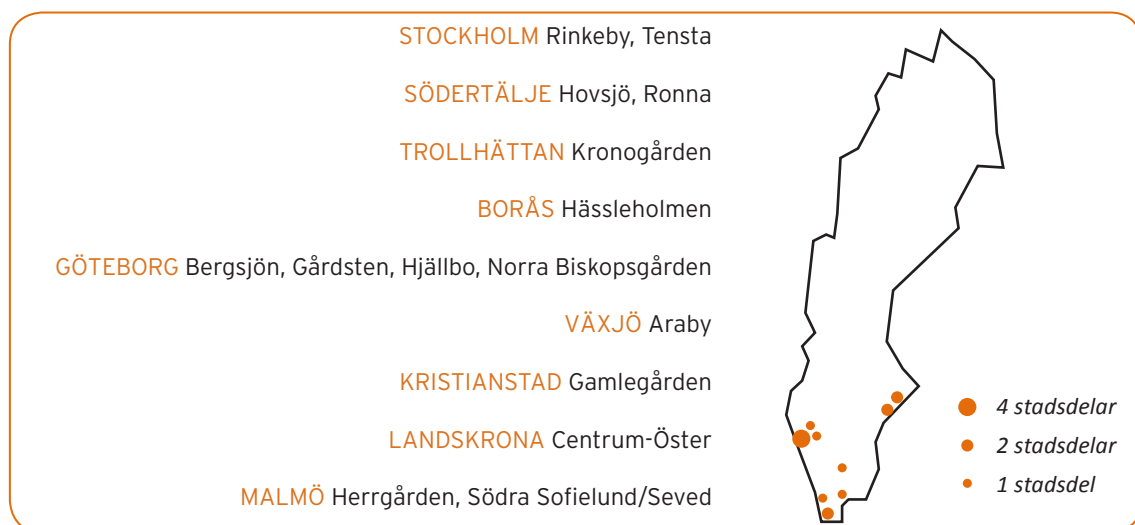 STOCKHOLM Rinkeby, Tensta
SÖDERTÄLJE Hovsjö, Ronna
TROLLHÄTTAN Kronogården
BORÅS Hässleholmen
GÖTEBORG Bergsjön, Gårdsten, Hjällbo, Norra Biskopsgården
VÄXJÖ Araby
KRISTIANSTAD Gamlegården
LANDSKRONA Centrum-Öster
MALMÖ Herrgården, Södra Sofielund/Seved
4 stadsdelar
2 stadsdelar
1 stadsdel